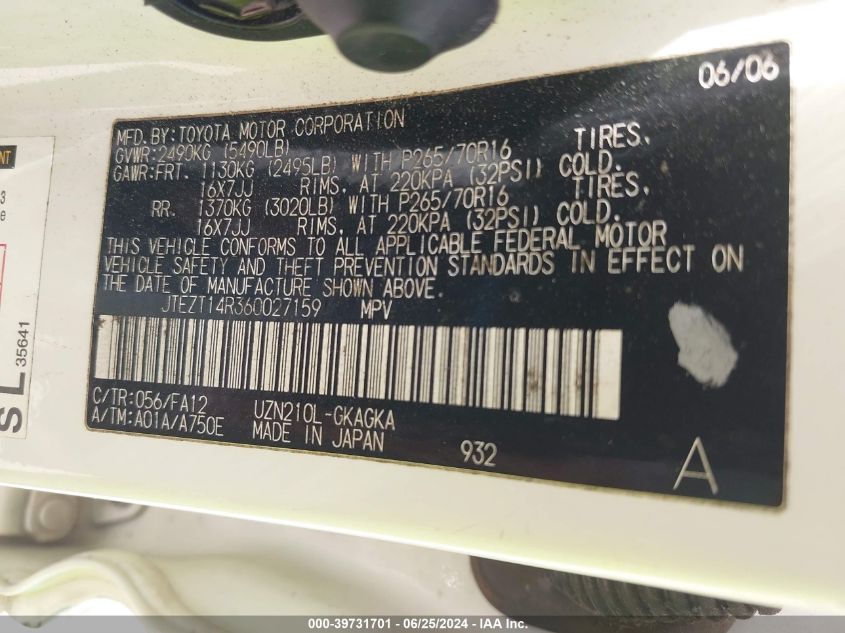 06/06
MFD. BY: TOYOTA MOTOR CORPORATION
GVWR: 2490KG (5490LB)
GAWR: FRT. 1130KG (2495LB) WITH P265/70R16 TIRES,
16X7JJ RIMS, AT 220KPA (32PSI) COLD.
RR. 1370KG (3020LB) WITH P265/70R16 TIRES,
16X7JJ RIMS, AT 220KPA (32PSI) COLD.
THIS VEHICLE CONFORMS TO ALL APPLICABLE FEDERAL MOTOR
VEHICLE SAFETY AND THEFT PREVENTION STANDARDS IN EFFECT ON
THE DATE OF MANUFACTURE SHOWN ABOVE.
JTEZT14R360027159 MPV
C/TR: 056/FA12 UZN210L-GKAGKA
A/TM: A01A/A750E MADE IN JAPAN 932
A
NT
3
e
SL
35641
000-39731701 - 06/25/2024 - IAA Inc.